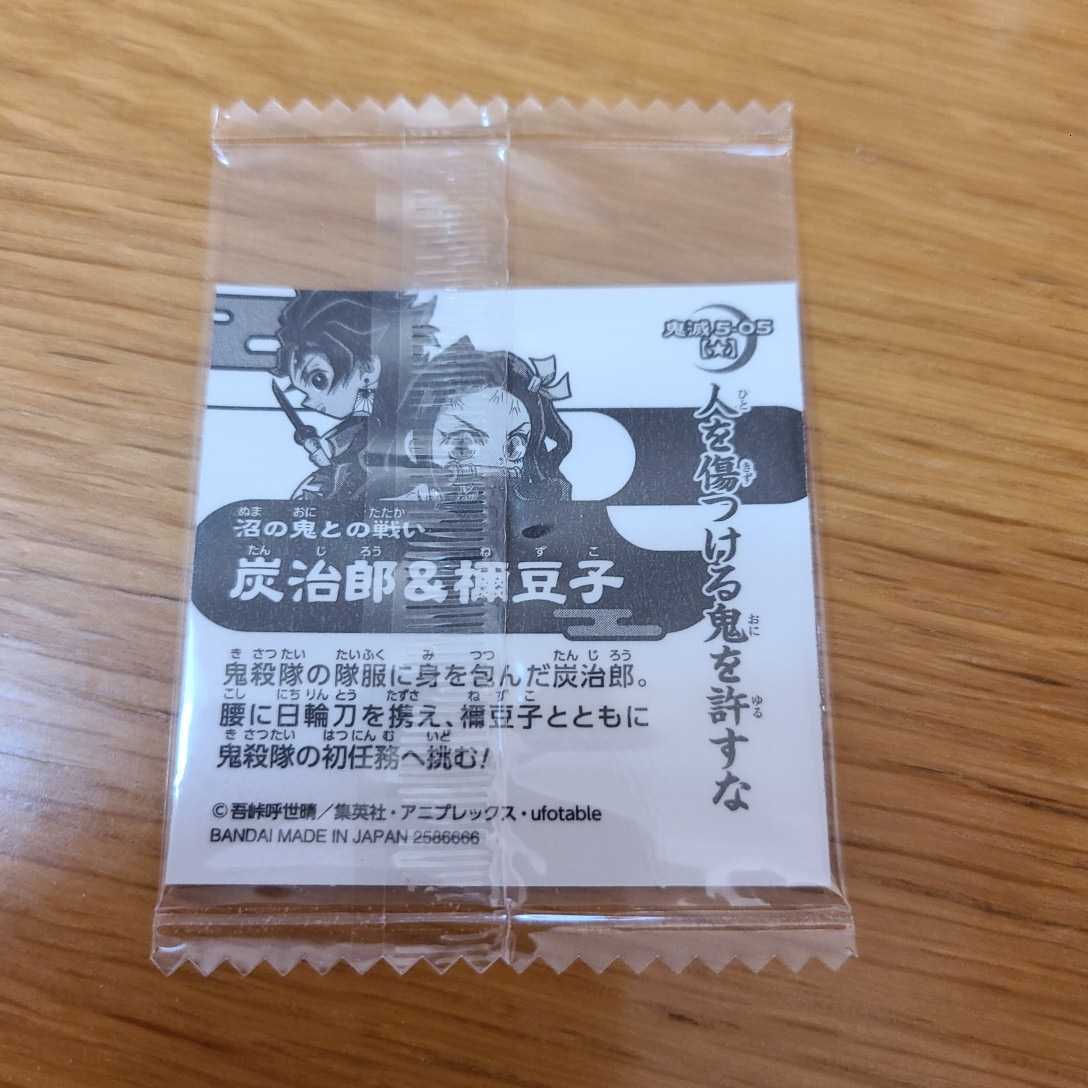 鬼滅 5-05
[☆]
人を傷つける鬼を許すな
沼の鬼との戦い
炭治郎&禰豆子
鬼殺隊の隊服に身を包んだ炭治郎。
腰に日輪刀を携え、禰豆子とともに
鬼殺隊の初任務へ挑む!
©吾峠呼世晴/集英社・アニプレックス・ufotable
BANDAI MADE IN JAPAN 2586666